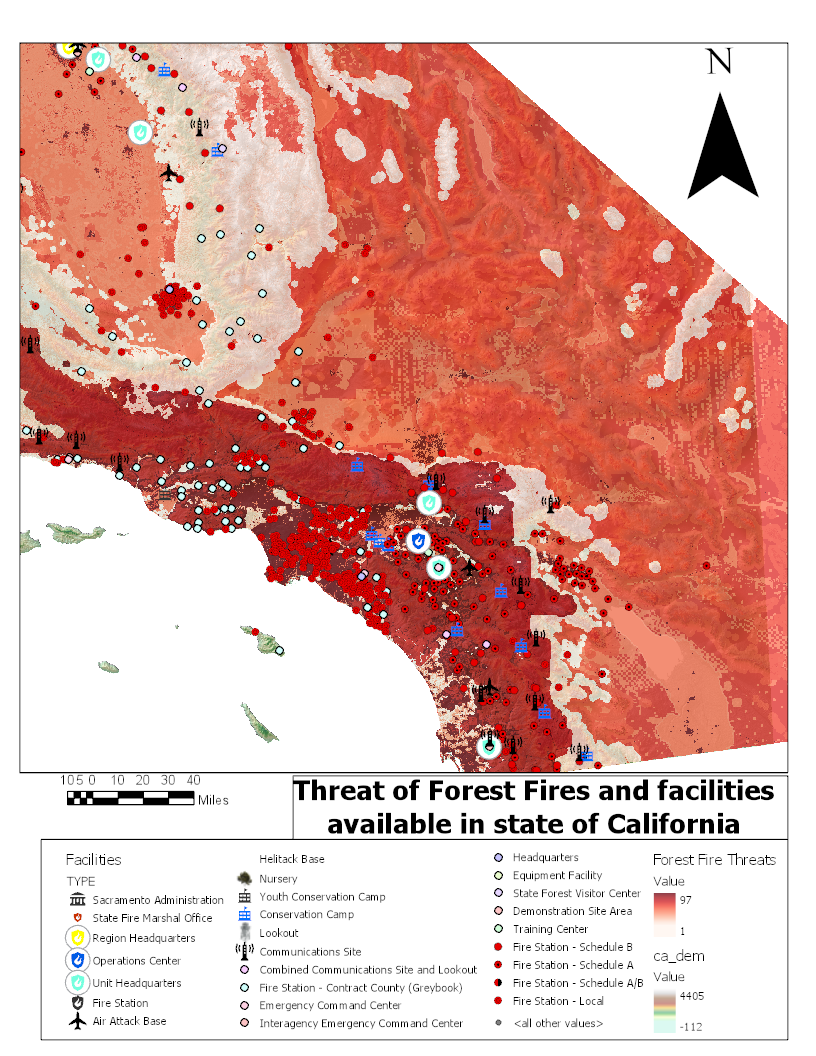 N
10 5 0 10 20 30 40
Miles
Threat of Forest Fires and facilities
available in state of California
Facilities
TYPE
Sacramento Administration
State Fire Marshal Office
Region Headquarters
Operations Center
Unit Headquarters
Fire Station
Air Attack Base
Helitack Base
Nursery
Youth Conservation Camp
Conservation Camp
Lookout
Communications Site
Combined Communications Site and Lookout
Fire Station - Contract County (Greybook)
Emergency Command Center
Interagency Emergency Command Center
Headquarters
Equipment Facility
State Forest Visitor Center
Demonstration Site Area
Training Center
Fire Station - Schedule B
Fire Station - Schedule A
Fire Station - Schedule A/B
Fire Station - Local
<all other values>
Forest Fire Threats
Value
97
1
ca_dem
Value
4405
-112